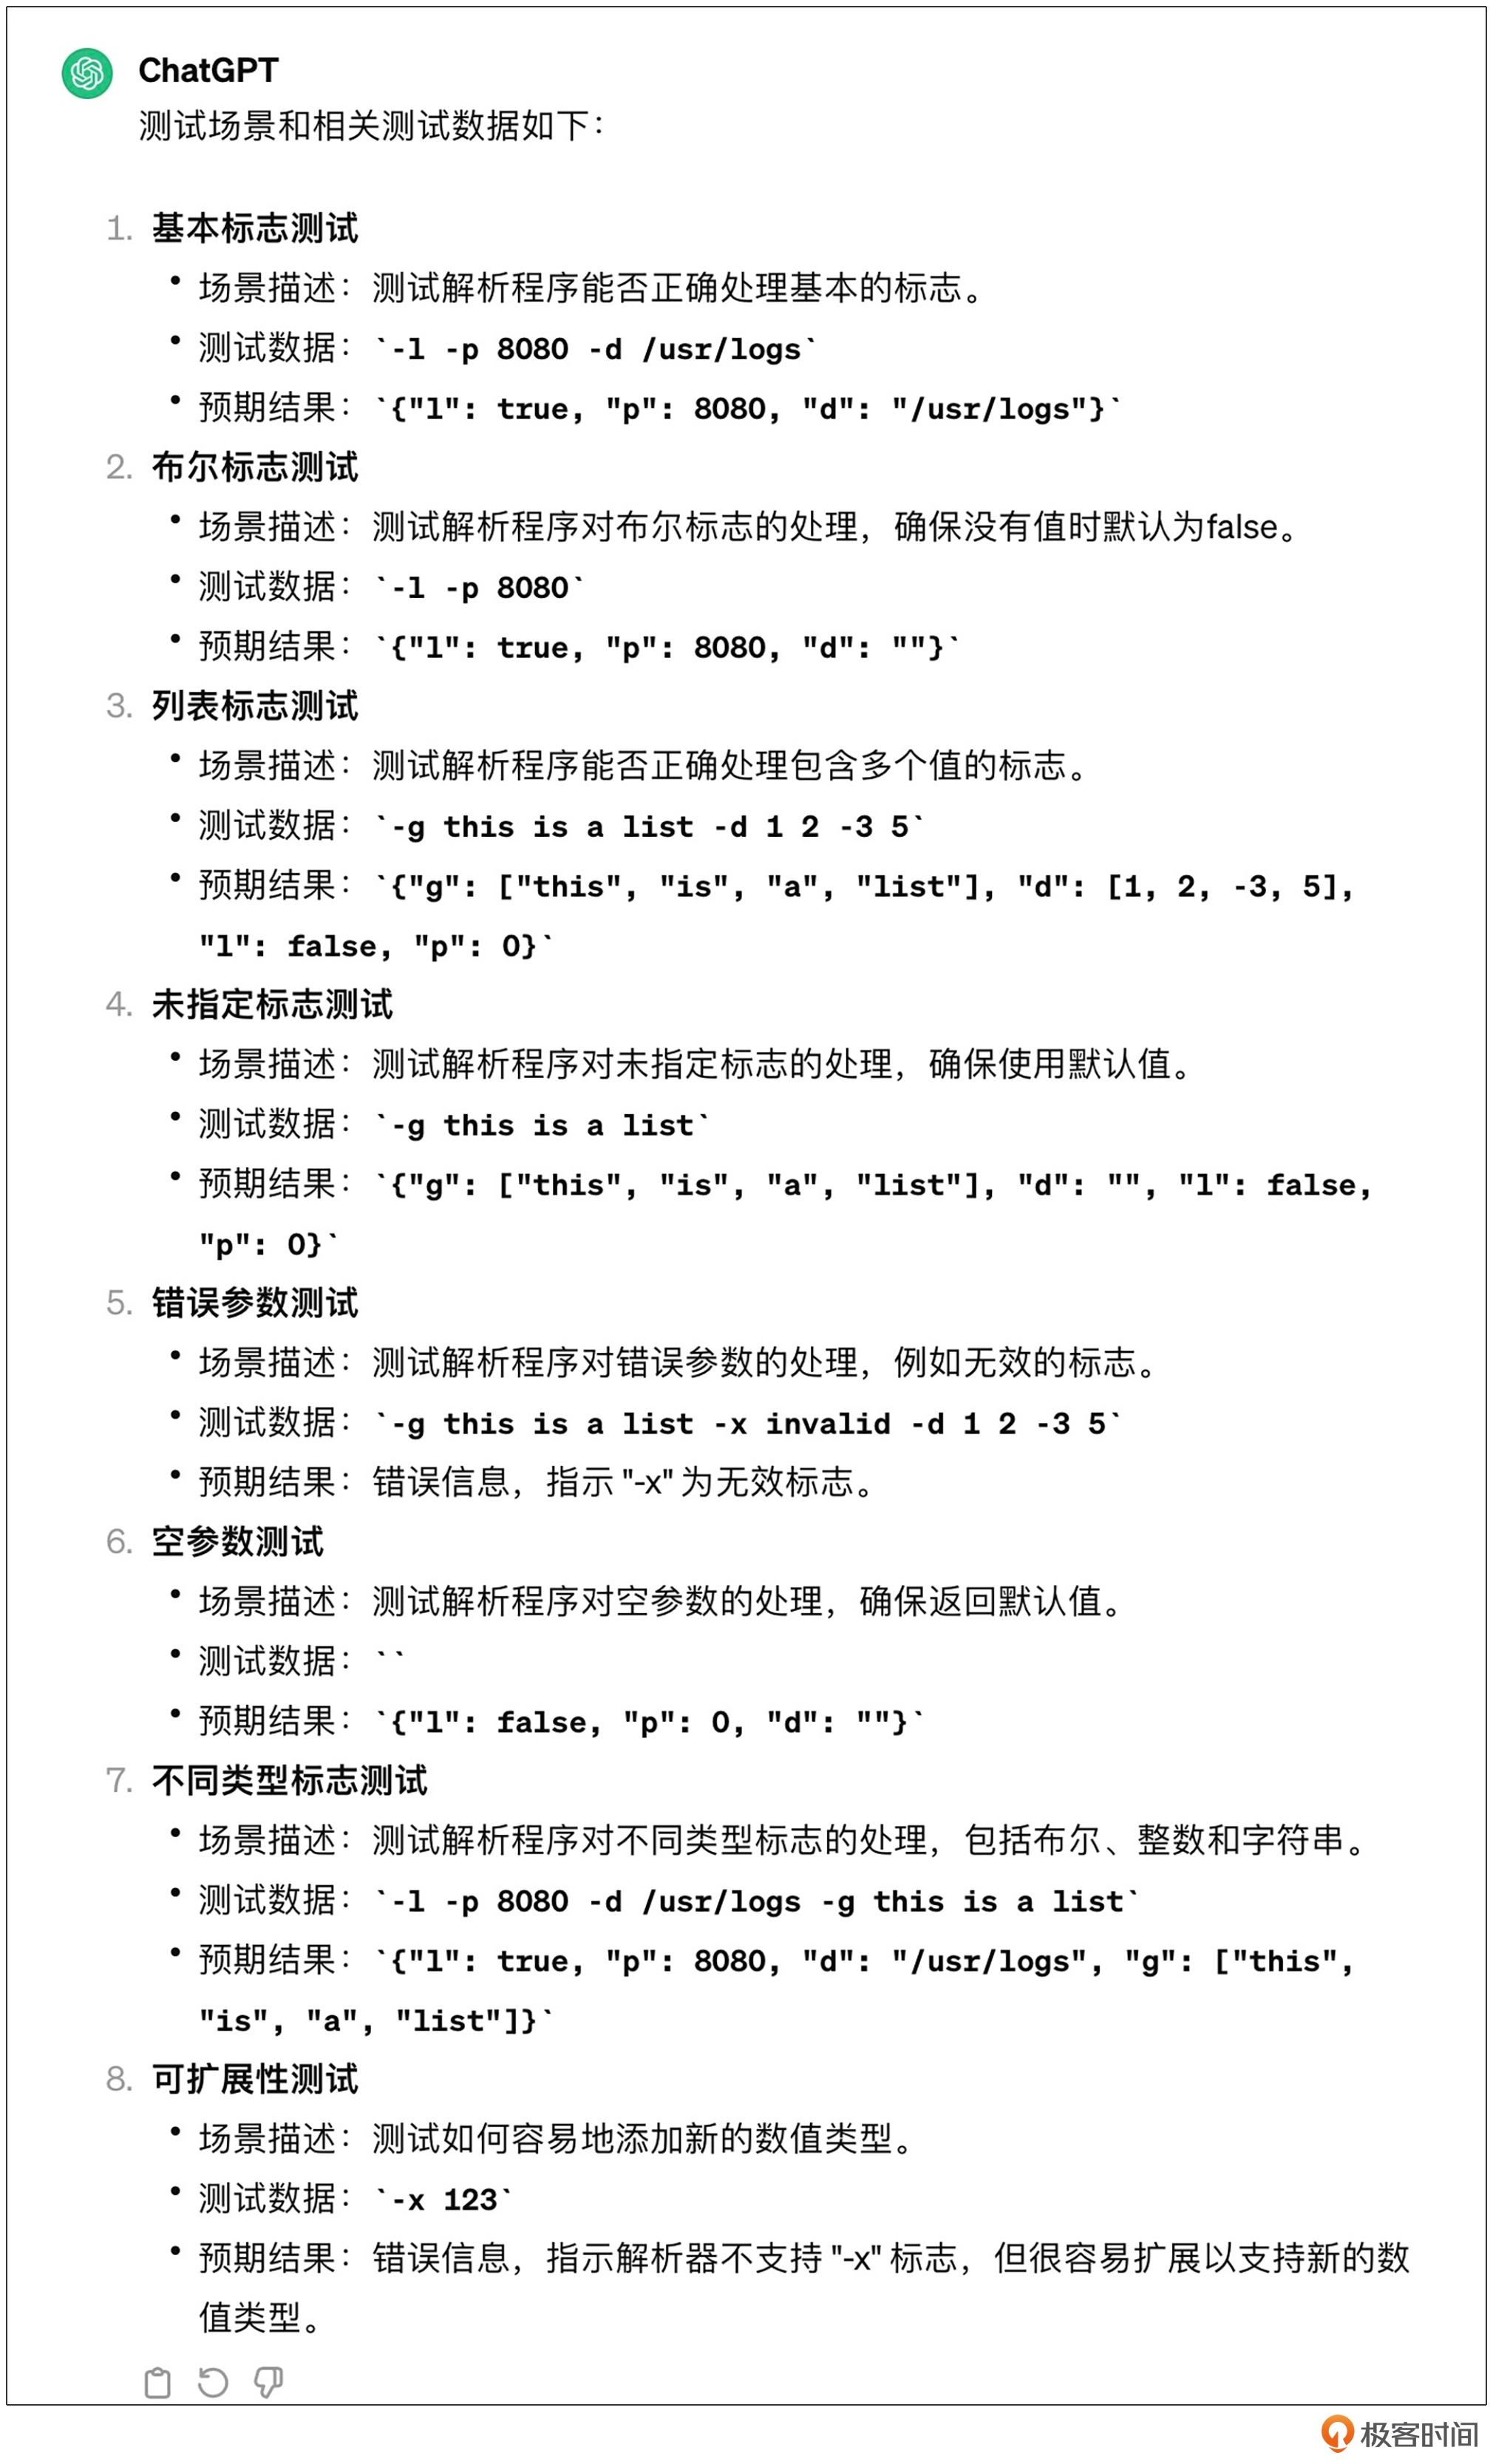 ChatGPT
测试场景和相关测试数据如下：
1. 基本标志测试
• 场景描述：测试解析程序能否正确处理基本的标志。
• 测试数据：`-l -p 8080 -d /usr/logs`
• 预期结果：`{"l": true, "p": 8080, "d": "/usr/logs"}`
2. 布尔标志测试
• 场景描述：测试解析程序对布尔标志的处理，确保没有值时默认为false。
• 测试数据：`-l -p 8080`
• 预期结果：`{"l": true, "p": 8080, "d": ""}`
3. 列表标志测试
• 场景描述：测试解析程序能否正确处理包含多个值的标志。
• 测试数据：`-g this is a list -d 1 2 -3 5`
• 预期结果：`{"g": ["this", "is", "a", "list"], "d": [1, 2, -3, 5],
"l": false, "p": 0}`
4. 未指定标志测试
• 场景描述：测试解析程序对未指定标志的处理，确保使用默认值。
• 测试数据：`-g this is a list`
• 预期结果：`{"g": ["this", "is", "a", "list"], "d": "", "l": false,
"p": 0}`
5. 错误参数测试
• 场景描述：测试解析程序对错误参数的处理，例如无效的标志。
• 测试数据：`-g this is a list -x invalid -d 1 2 -3 5`
• 预期结果：错误信息，指示 "-x" 为无效标志。
6. 空参数测试
• 场景描述：测试解析程序对空参数的处理，确保返回默认值。
• 测试数据：``
• 预期结果：`{"l": false, "p": 0, "d": ""}`
7. 不同类型标志测试
• 场景描述：测试解析程序对不同类型标志的处理，包括布尔、整数和字符串。
• 测试数据：`-l -p 8080 -d /usr/logs -g this is a list`
• 预期结果：`{"l": true, "p": 8080, "d": "/usr/logs", "g": ["this",
"is", "a", "list"]}`
8. 可扩展性测试
• 场景描述：测试如何容易地添加新的数值类型。
• 测试数据：`-x 123`
• 预期结果：错误信息，指示解析器不支持 "-x" 标志，但很容易扩展以支持新的数
值类型。
极客时间